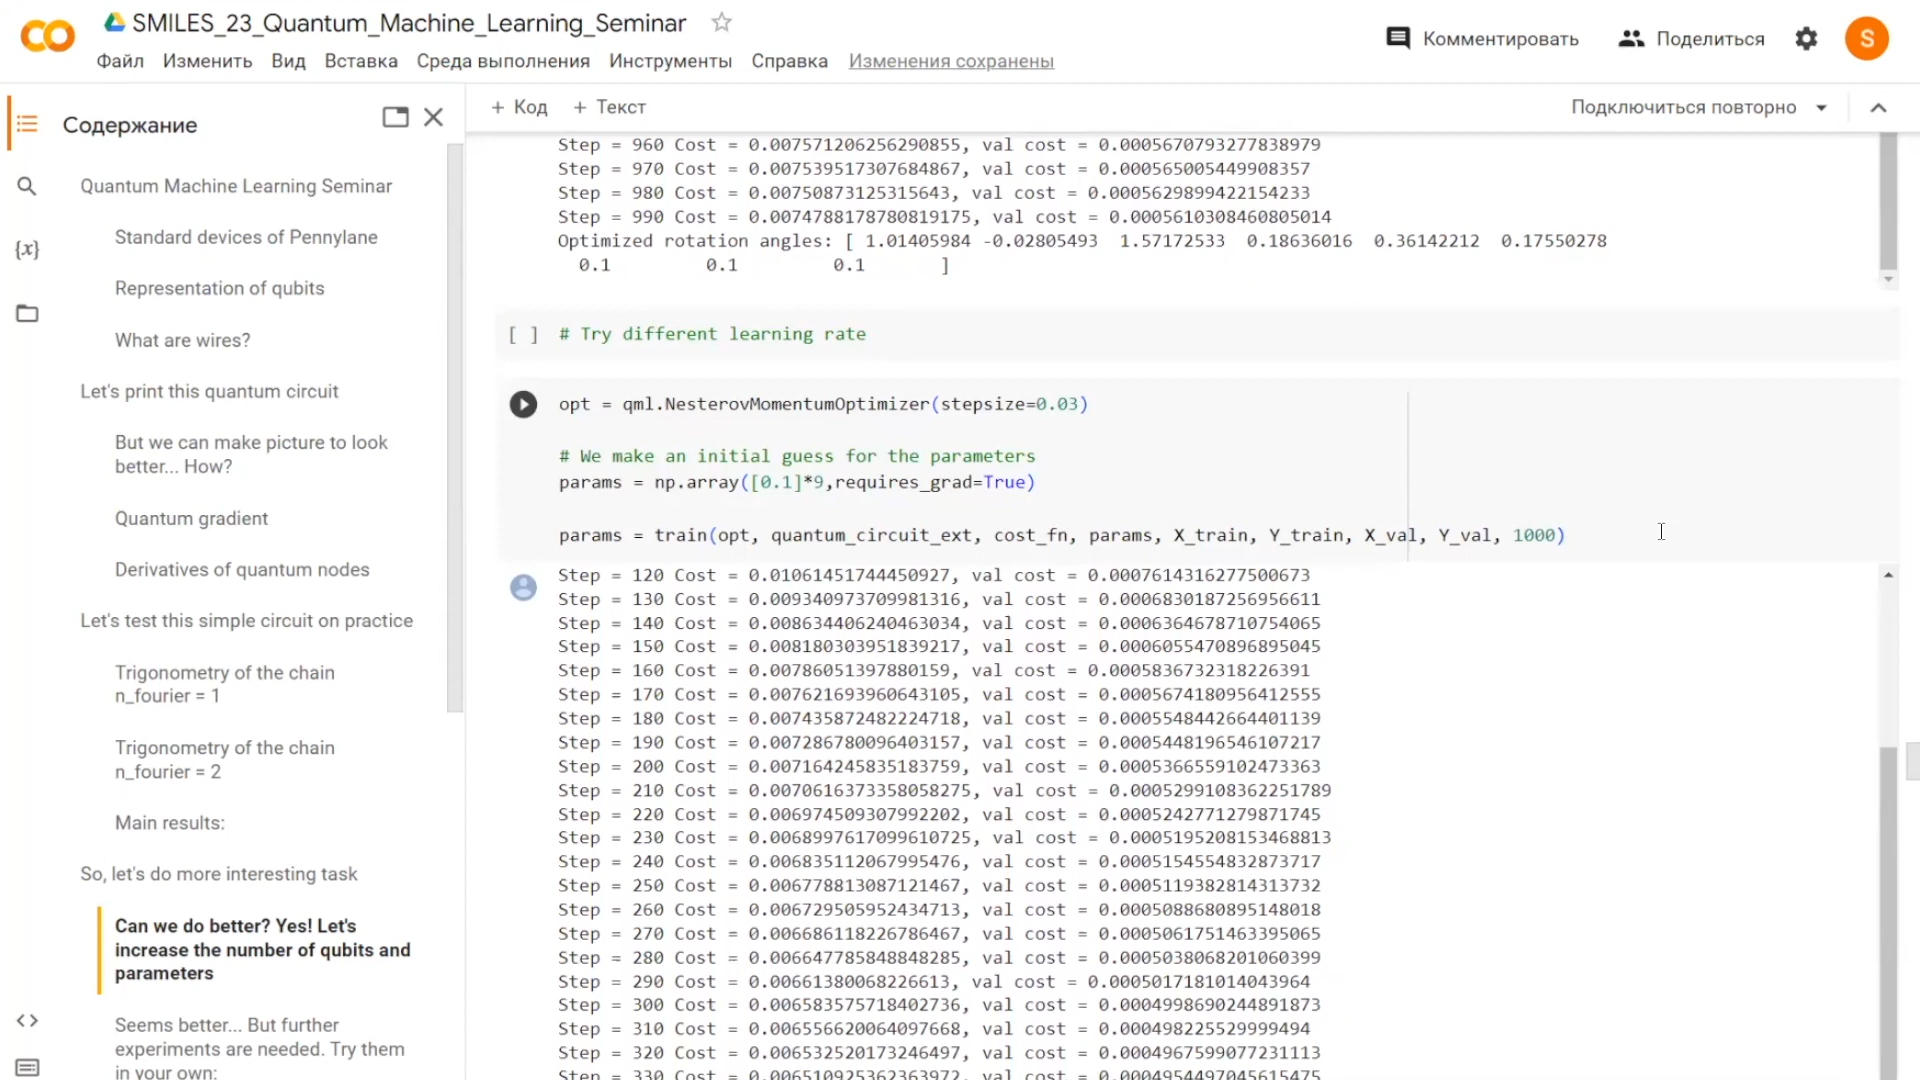 SMILES_23_Quantum_Machine_Learning_Seminar
Комментировать
Поделиться
S
Файл Изменить Вид Вставка Среда выполнения Инструменты Справка Изменения сохранены
Содержание
Quantum Machine Learning Seminar
Standard devices of Pennylane
Representation of qubits
What are wires?
Let's print this quantum circuit
But we can make picture to look
better... How?
Quantum gradient
Derivatives of quantum nodes
Let's test this simple circuit on practice
Trigonometry of the chain
n_fourier = 1
Trigonometry of the chain
n_fourier = 2
Main results:
So, let's do more interesting task
Can we do better? Yes! Let's
increase the number of qubits and
parameters
Seems better... But further
experiments are needed. Try them
in your own:
+ Код + Текст
Подключиться повторно
Step = 960 Cost = 0.007571206256290855, val cost = 0.0005670793277838979
Step = 970 Cost = 0.007539517307684867, val cost = 0.000565005449908357
Step = 980 Cost = 0.00750873125315643, val cost = 0.0005629899422154233
Step = 990 Cost = 0.0074788178780819175, val cost = 0.0005610308460805014
Optimized rotation angles: [ 1.01405984 -0.02805493 1.57172533 0.18636016 0.36142212 0.17550278
0.1 0.1 0.1 ]
[ ] # Try different learning rate
opt = qml.NesterovMomentumOptimizer(stepsize=0.03)
# We make an initial guess for the parameters
params = np.array([0.1]*9,requires_grad=True)
params = train(opt, quantum_circuit_ext, cost_fn, params, X_train, Y_train, X_val, Y_val, 1000)
Step = 120 Cost = 0.01061451744450927, val cost = 0.0007614316277500673
Step = 130 Cost = 0.009340973709981316, val cost = 0.0006830187256956611
Step = 140 Cost = 0.008634406240463034, val cost = 0.0006364678710754065
Step = 150 Cost = 0.008180303951839217, val cost = 0.0006055470896895045
Step = 160 Cost = 0.00786051397880159, val cost = 0.0005836732318226391
Step = 170 Cost = 0.007621693960643105, val cost = 0.0005674180956412555
Step = 180 Cost = 0.007435872482224718, val cost = 0.0005548442664401139
Step = 190 Cost = 0.007286780096403157, val cost = 0.0005448196546107217
Step = 200 Cost = 0.007164245835183759, val cost = 0.0005366559102473363
Step = 210 Cost = 0.0070616373358058275, val cost = 0.0005299108362251789
Step = 220 Cost = 0.006974509307992202, val cost = 0.0005242771279871745
Step = 230 Cost = 0.0068997617099610725, val cost = 0.0005195208153468813
Step = 240 Cost = 0.006835112067995476, val cost = 0.0005154554832873717
Step = 250 Cost = 0.006778813087121467, val cost = 0.0005119382814313732
Step = 260 Cost = 0.006729505952434713, val cost = 0.0005088680895148018
Step = 270 Cost = 0.006686118226786467, val cost = 0.0005061751463395065
Step = 280 Cost = 0.006647785848848285, val cost = 0.0005038068201060399
Step = 290 Cost = 0.00661380068226613, val cost = 0.0005017181014043964
Step = 300 Cost = 0.006583575718402736, val cost = 0.0004998690244891873
Step = 310 Cost = 0.006556620064097668, val cost = 0.0004982255299999494
Step = 320 Cost = 0.006532520173246497, val cost = 0.0004967599077231113
Step = 330 Cost = 0.006510925362363972, val cost = 0.0004954497045615475